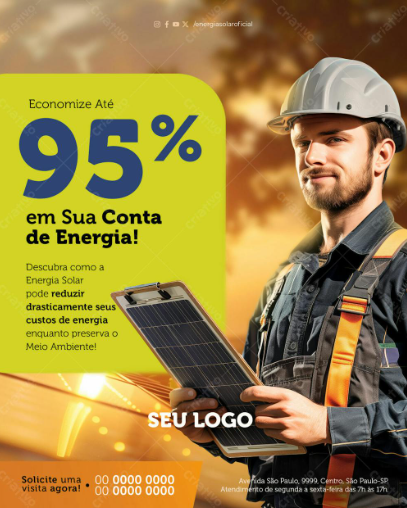 /energiasolaroficial
Economize Até
95%
em Sua Conta
de Energia!
Descubra como a
Energia Solar
pode reduzir
drasticamente seus
custos de energia
enquanto preserva o
Meio Ambiente!
SEU LOGO
Solicite uma
visita agora!
•
00 0000 0000
00 0000 0000
Avenida São Paulo, 9999. Centro, São Paulo-SP.
Atendimento de segunda a sexta-feira das 7h às 17h.